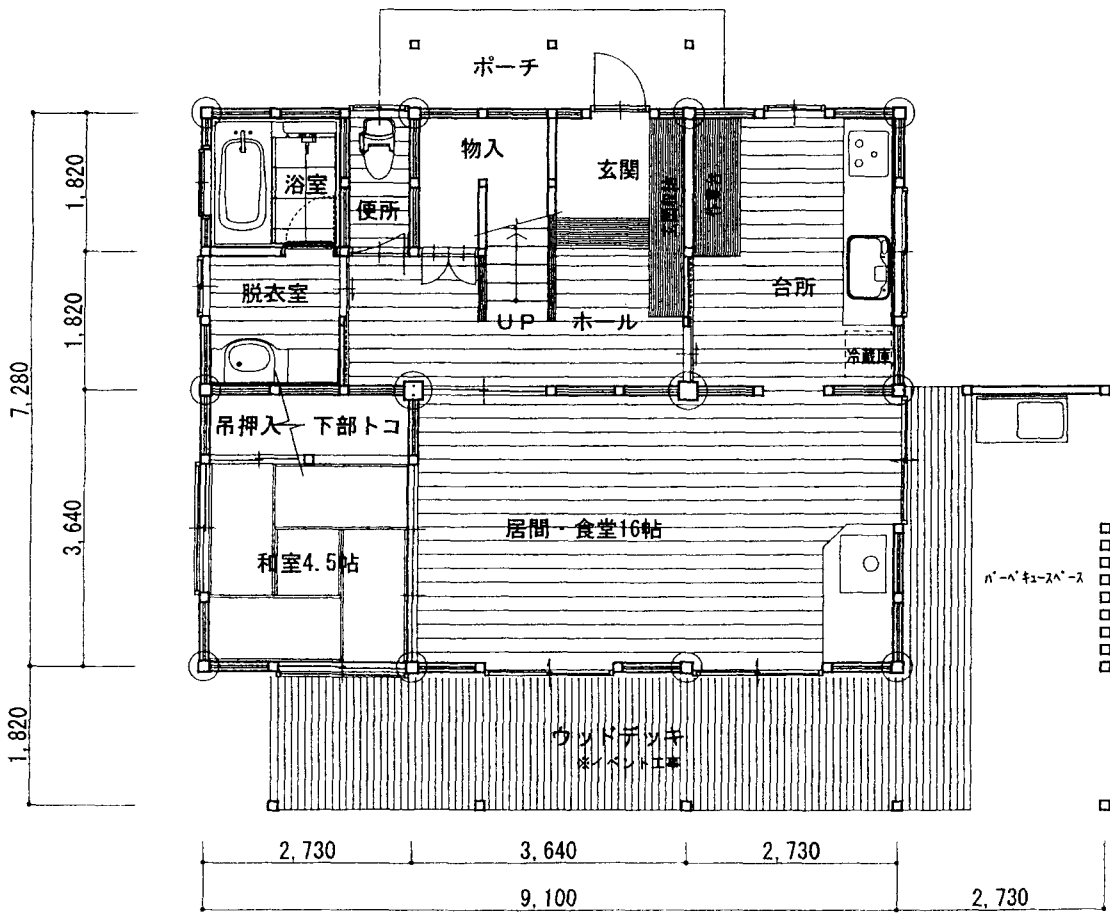 ポーチ
物入
玄関
浴室
便所
作業台
脱衣室
台所
UP ホール
冷蔵庫
吊押入 下部トコ
居間・食堂16帖
和室4.5帖
バーベキュースペース
ウッドデッキ
※イベント工事
1,820
1,820
7,280
3,640
1,820
2,730
3,640
2,730
9,100
2,730